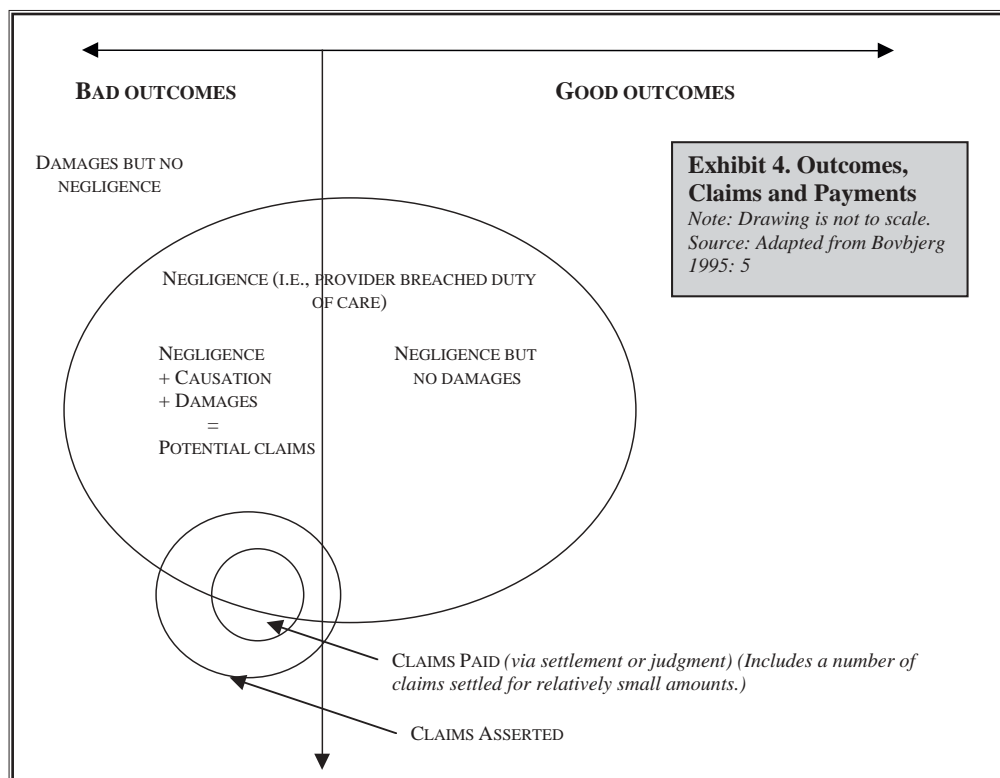 BAD OUTCOMES
GOOD OUTCOMES
DAMAGES BUT NO
NEGLIGENCE
Exhibit 4. Outcomes,
Claims and Payments
Note: Drawing is not to scale.
Source: Adapted from Bovbjerg
1995: 5
NEGLIGENCE (I.E., PROVIDER BREACHED DUTY
OF CARE)
NEGLIGENCE
+ CAUSATION
+ DAMAGES
=
POTENTIAL CLAIMS
NEGLIGENCE BUT
NO DAMAGES
CLAIMS PAID (via settlement or judgment) (Includes a number of
claims settled for relatively small amounts.)
CLAIMS ASSERTED